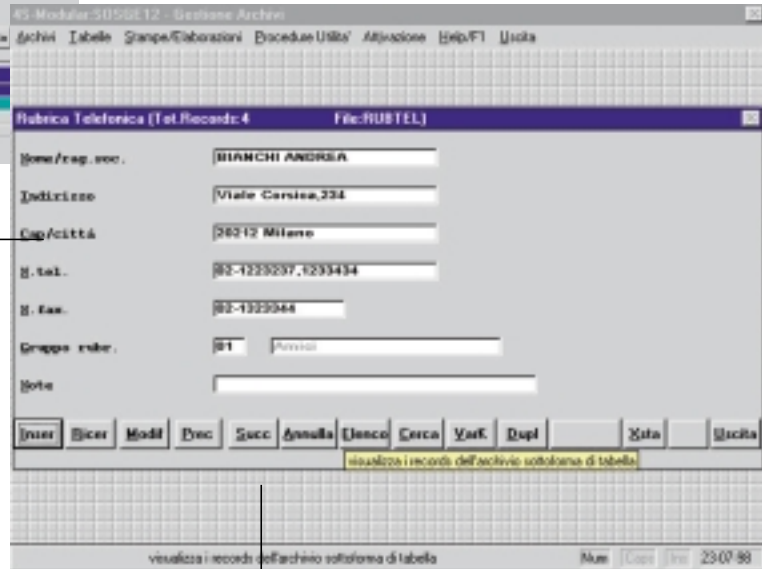 4S-Modular:SOSGE12 - Gestione Archivi
Archivi Tabelle Stampe/Elaborazioni Procedure Utilita' Attivazione Help/F1 Uscita
Rubrica Telefonica (Tot.Records:4 File:RUBTEL)
Nome/rag.soc. BIANCHI ANDREA
Indirizzo Viale Corsica,234
Cap/città 20212 Milano
N.tel. 02-1223237,1233434
N.fax. 02-1323344
Gruppo rubr. 01 Amici
Note
Inser Ricer Modif Prec Succ Annulla Elenco Cerca VarK Dupl Xsta Uscita
visualizza i records dell'archivio sottoforma di tabella
visualizza i records dell'archivio sottoforma di tabella Num Caps Ins 23-07-98